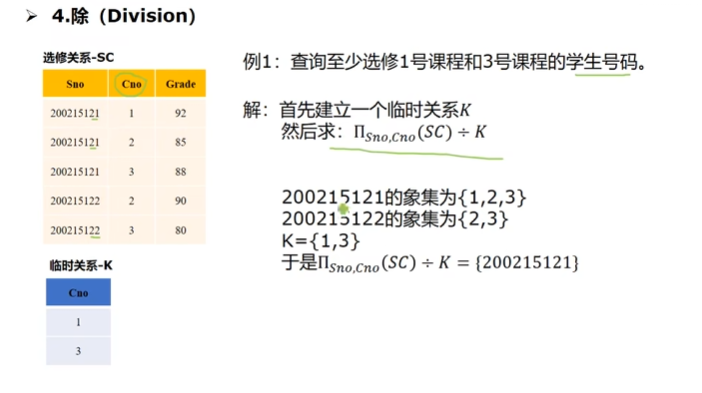 ➢ 4.除（Division）
选修关系-SC
Sno Cno Grade
200215121 1 92
200215121 2 85
200215121 3 88
200215122 2 90
200215122 3 80
临时关系-K
Cno
1
3
例1：查询至少选修1号课程和3号课程的学生号码。
解：首先建立一个临时关系K
然后求：Π_{Sno,Cno}(SC) ÷ K
200215121的象集为{1,2,3}
200215122的象集为{2,3}
K={1,3}
于是Π_{Sno,Cno}(SC) ÷ K = {200215121}